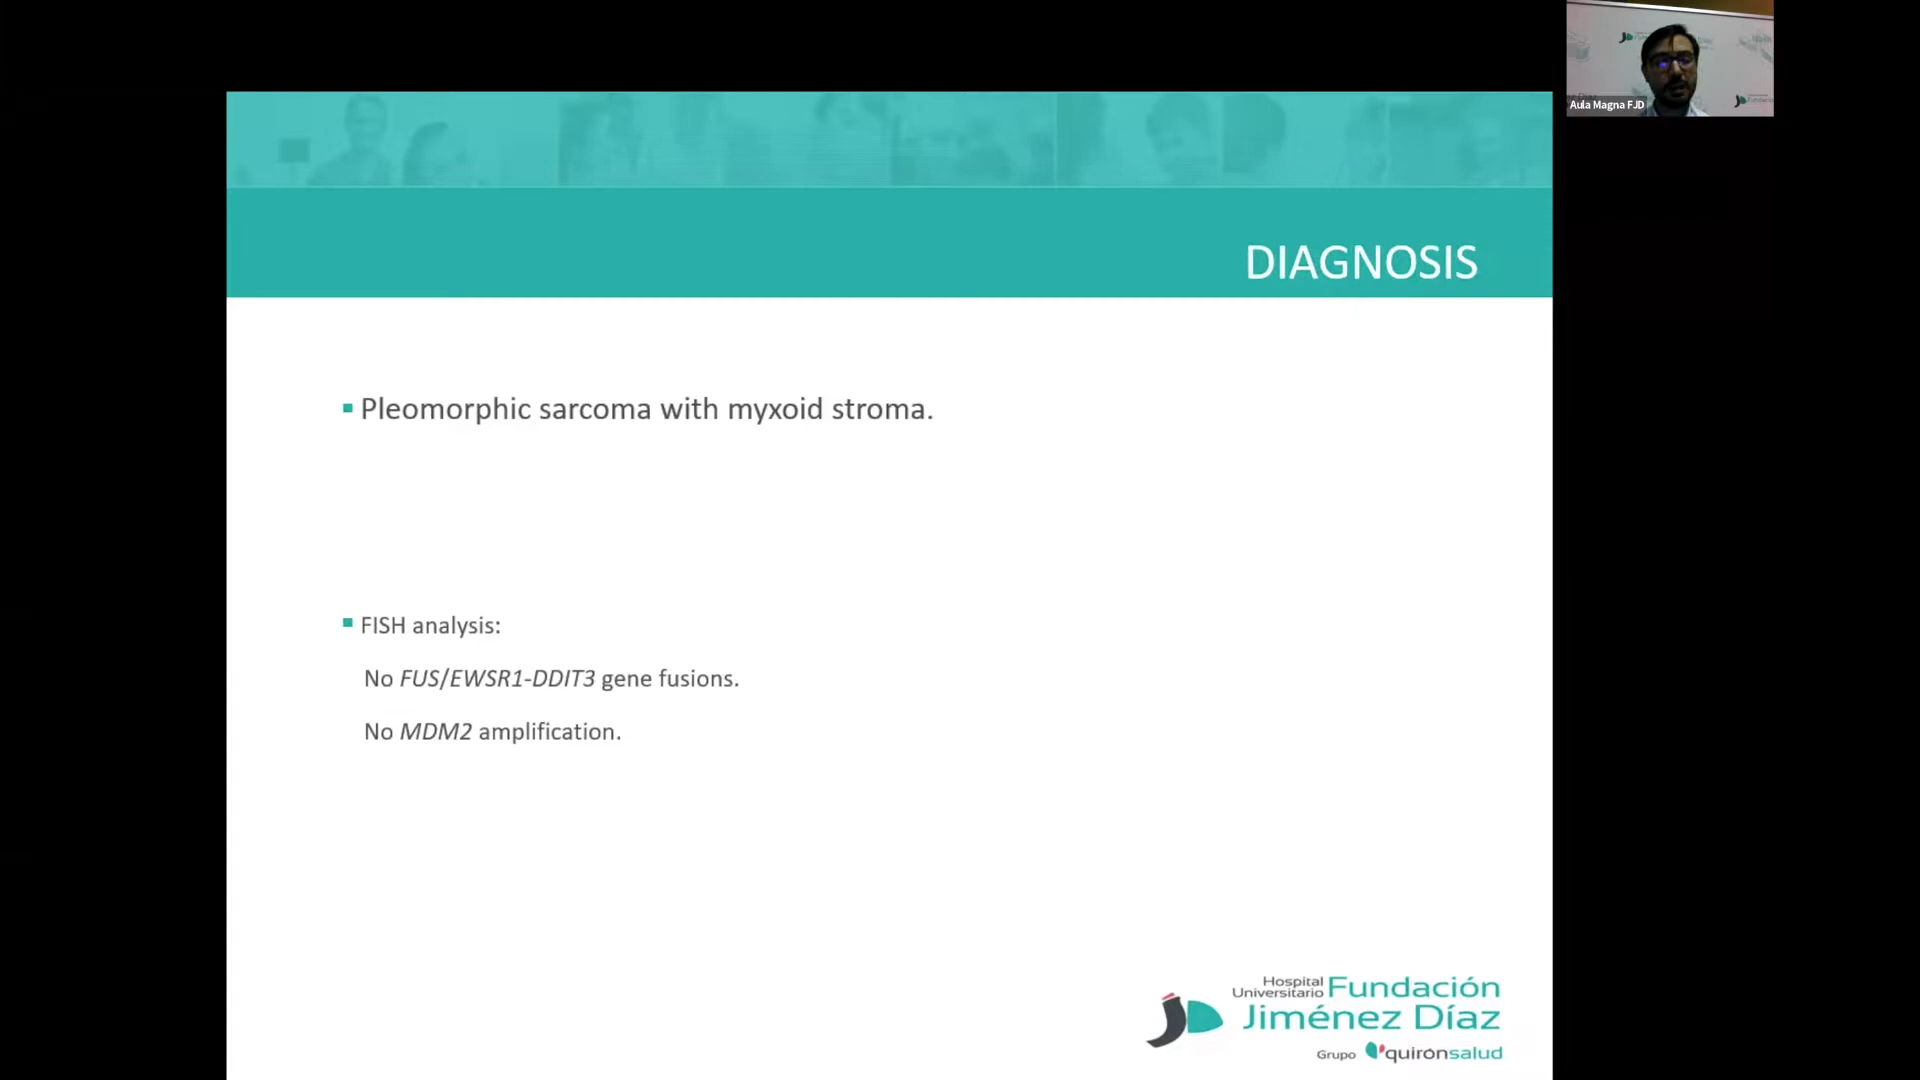 Aula Magna FJD
DIAGNOSIS
Pleomorphic sarcoma with myxoid stroma.
FISH analysis:
No FUS/EWSR1-DDIT3 gene fusions.
No MDM2 amplification.
Hospital Universitario Fundación
Jiménez Díaz
Grupo quirónsalud